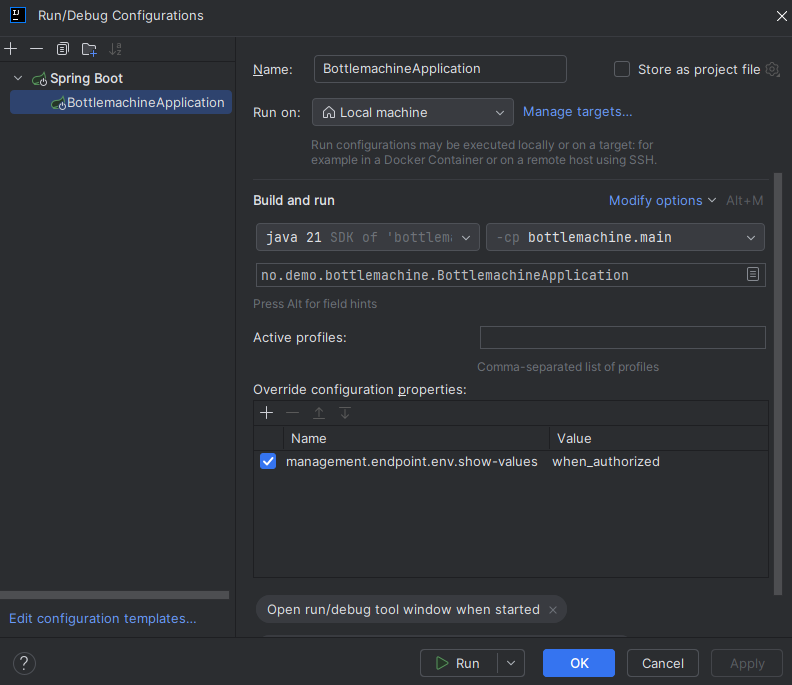 Run/Debug Configurations
Spring Boot
BottlemachineApplication
Name:
BottlemachineApplication
Store as project file
Run on:
Local machine
Manage targets...
Run configurations may be executed locally or on a target: for
example in a Docker Container or on a remote host using SSH.
Build and run
Modify options
Alt+M
java 21 SDK of 'bottlem
-cp bottlemachine.main
no.demo.bottlemachine.BottlemachineApplication
Press Alt for field hints
Active profiles:
Comma-separated list of profiles
Override configuration properties:
Name
Value
management.endpoint.env.show-values
when_authorized
Open run/debug tool window when started
Edit configuration templates...
?
Run
OK
Cancel
Apply